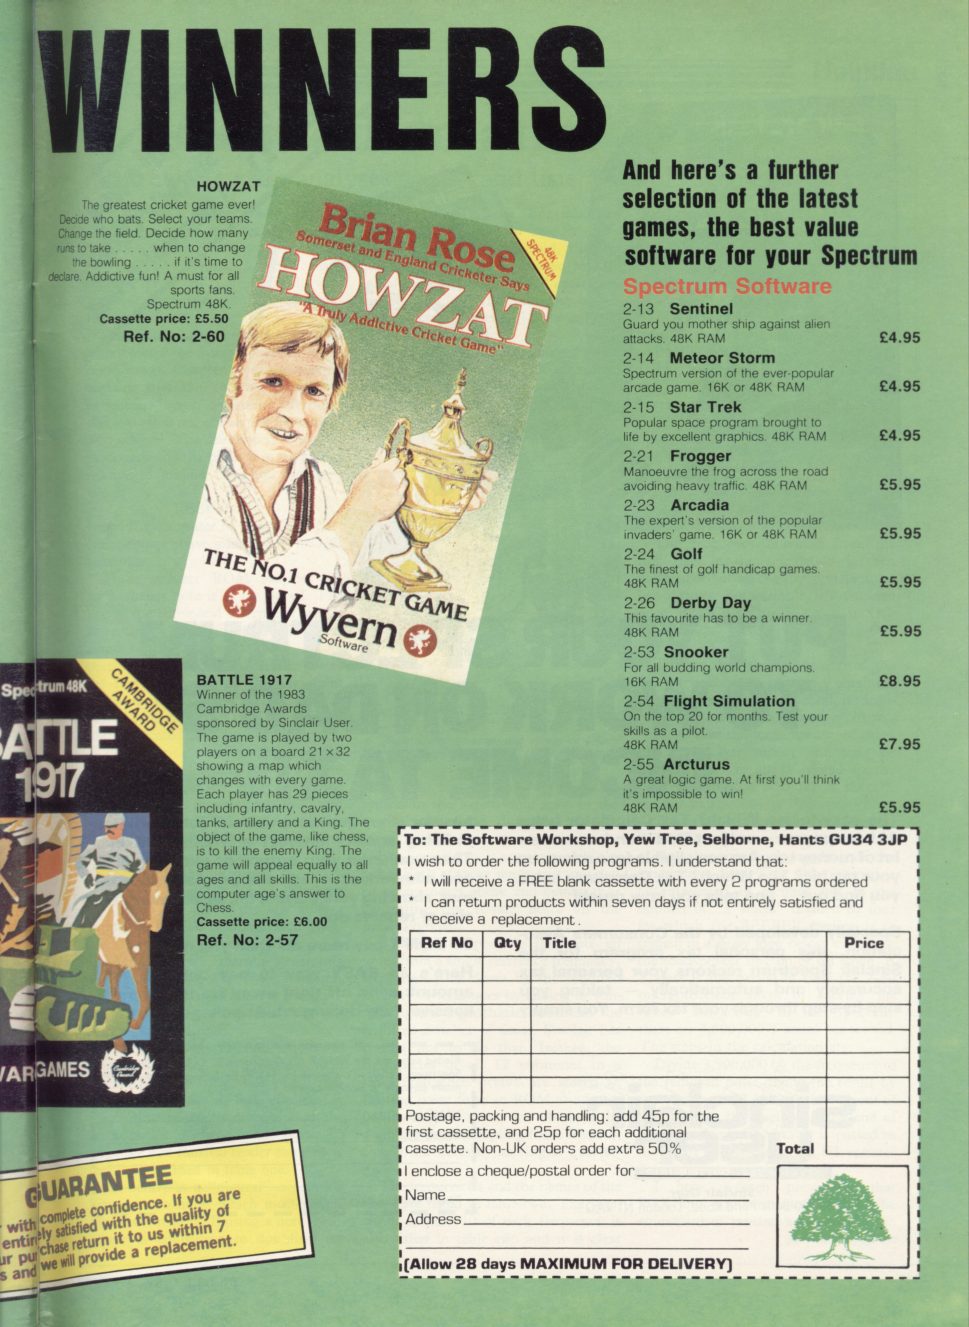 WINNERS
HOWZAT
The greatest cricket game ever!
Decide who bats. Select your teams.
Change the field. Decide how many
runs to take . . . . . when to change
the bowling . . . . . if it's time to
declare. Addictive fun! A must for all
sports fans.
Spectrum 48K.
Cassette price: £5.50
Ref. No: 2-60
Brian Rose
Somerset and England Cricketer Says
HOWZAT
"A Truly Addictive Cricket Game"
48K
SPECTRUM
THE NO.1 CRICKET GAME
Wyvern
Software
Spectrum 48K
CAMBRIDGE
AWARD
BATTLE
1917
WARGAMES
Cambridge
Award
BATTLE 1917
Winner of the 1983
Cambridge Awards
sponsored by Sinclair User.
The game is played by two
players on a board 21 × 32
showing a map which
changes with every game.
Each player has 29 pieces
including infantry, cavalry,
tanks, artillery and a King. The
object of the game, like chess,
is to kill the enemy King. The
game will appeal equally to all
ages and all skills. This is the
computer age's answer to
Chess.
Cassette price: £6.00
Ref. No: 2-57
GUARANTEE
with complete confidence. If you are
satisfied with the quality of
return it to us within 7
and we will provide a replacement.
And here's a further
selection of the latest
games, the best value
software for your Spectrum
Spectrum Software
2-13 Sentinel
Guard you mother ship against alien
attacks. 48K RAM £4.95
2-14 Meteor Storm
Spectrum version of the ever-popular
arcade game. 16K or 48K RAM £4.95
2-15 Star Trek
Popular space program brought to
life by excellent graphics. 48K RAM £4.95
2-21 Frogger
Manoeuvre the frog across the road
avoiding heavy traffic. 48K RAM £5.95
2-23 Arcadia
The expert's version of the popular
invaders' game. 16K or 48K RAM £5.95
2-24 Golf
The finest of golf handicap games.
48K RAM £5.95
2-26 Derby Day
This favourite has to be a winner.
48K RAM £5.95
2-53 Snooker
For all budding world champions.
16K RAM £8.95
2-54 Flight Simulation
On the top 20 for months. Test your
skills as a pilot.
48K RAM £7.95
2-55 Arcturus
A great logic game. At first you'll think
it's impossible to win!
48K RAM £5.95
To: The Software Workshop, Yew Tree, Selborne, Hants GU34 3JP
I wish to order the following programs. I understand that:
* I will receive a FREE blank cassette with every 2 programs ordered
* I can return products within seven days if not entirely satisfied and
receive a replacement.
Ref No Qty Title Price
Postage, packing and handling: add 45p for the
first cassette, and 25p for each additional
cassette. Non-UK orders add extra 50%
Total
I enclose a cheque/postal order for
Name
Address
(Allow 28 days MAXIMUM FOR DELIVERY)